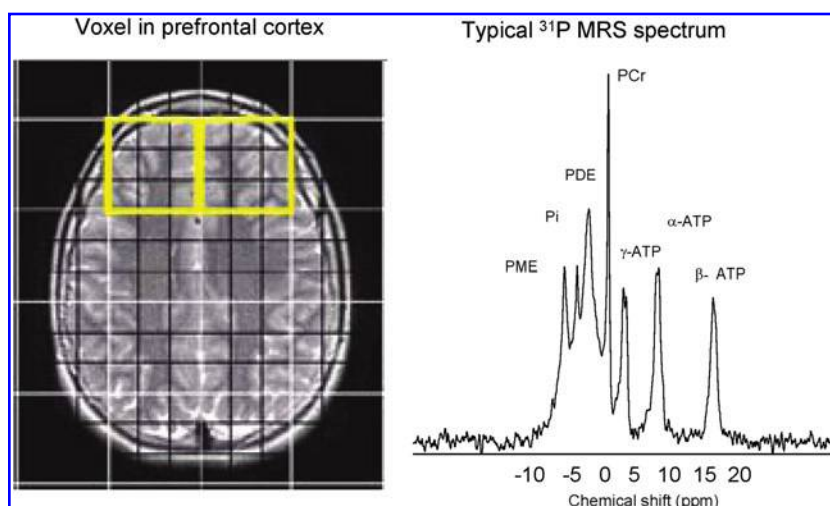 Voxel in prefrontal cortex
Typical ³¹P MRS spectrum
PCr
PDE
Pi
α-ATP
PME
γ-ATP
β- ATP
-10 -5 0 5 10 15 20
Chemical shift (ppm)